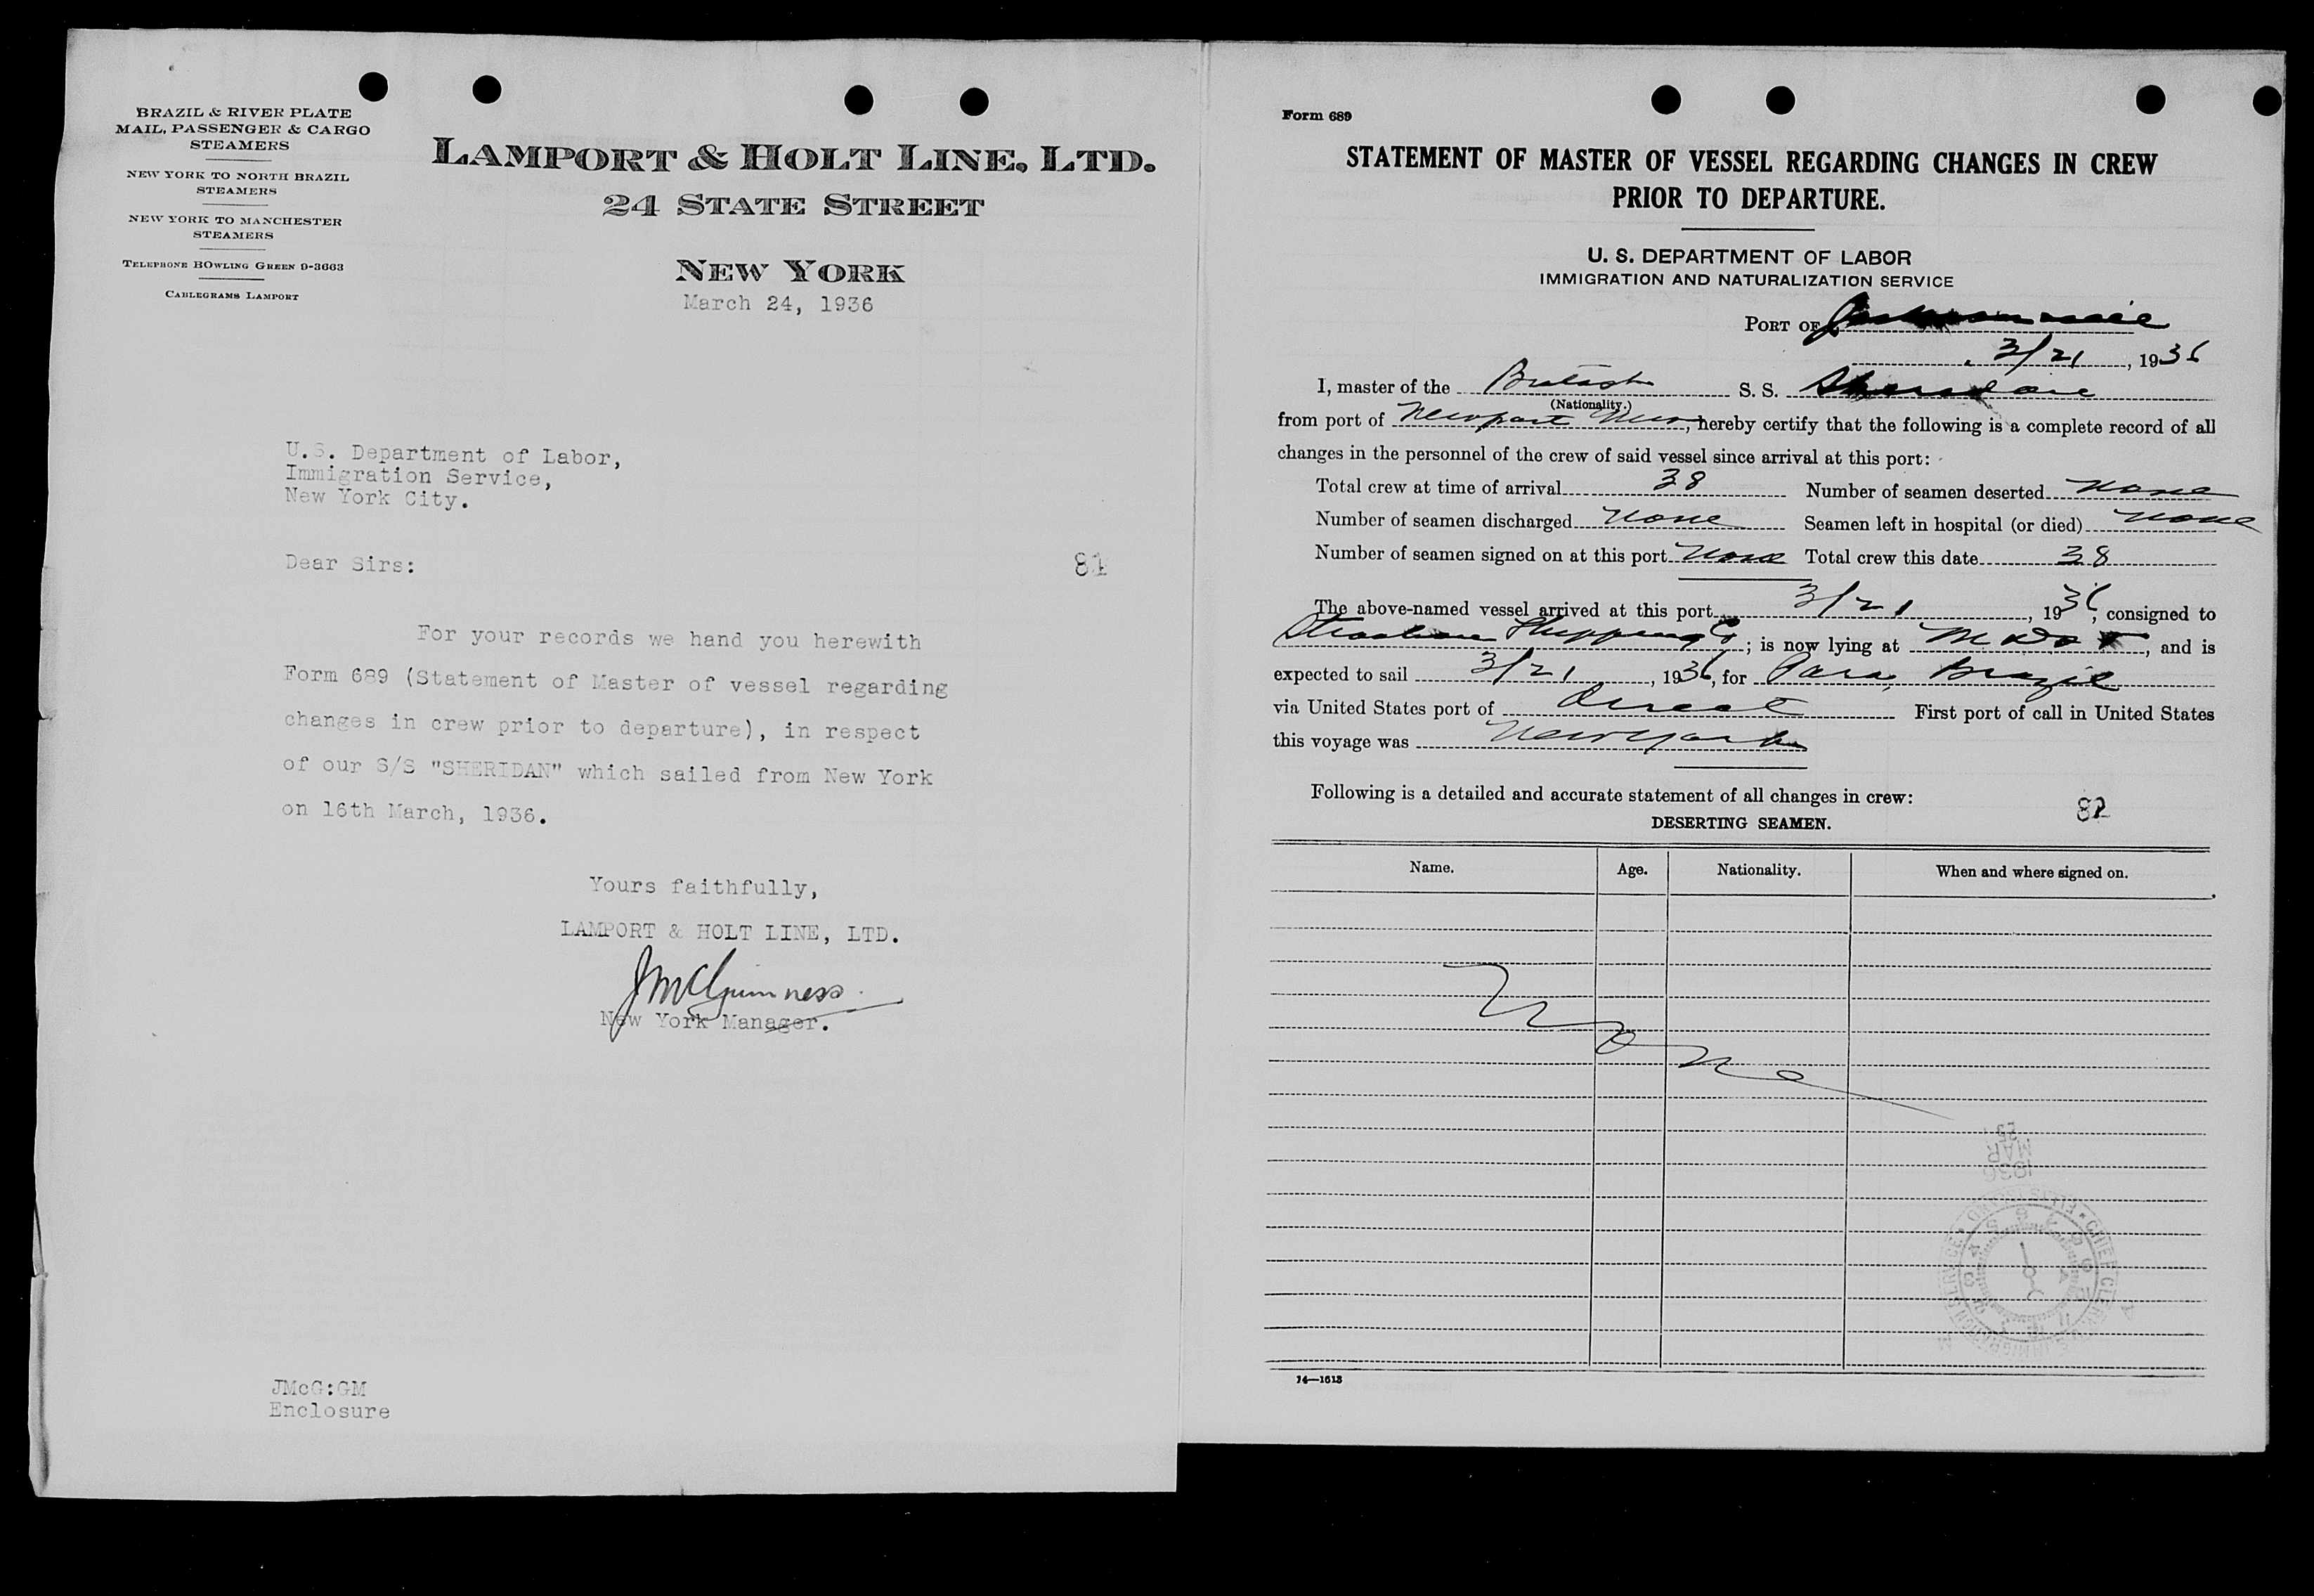 BRAZIL & RIVER PLATE
MAIL, PASSENGER & CARGO
STEAMERS
NEW YORK TO NORTH BRAZIL
STEAMERS
NEW YORK TO MANCHESTER
STEAMERS
TELEPHONE BOWLING GREEN 9-3663
CABLEGRAMS LAMPORT
LAMPORT & HOLT LINE, LTD.
24 STATE STREET
NEW YORK
March 24, 1936
U.S. Department of Labor,
Immigration Service,
New York City.
Dear Sirs:
81
For your records we hand you herewith
Form 689 (Statement of Master of vessel regarding
changes in crew prior to departure), in respect
of our S/S "SHERIDAN" which sailed from New York
on 16th March, 1936.
Yours faithfully,
LAMPORT & HOLT LINE, LTD.
JMcGuinness
New York Manager.
JMcG:GM
Enclosure
Form 689
STATEMENT OF MASTER OF VESSEL REGARDING CHANGES IN CREW
PRIOR TO DEPARTURE.
U. S. DEPARTMENT OF LABOR
IMMIGRATION AND NATURALIZATION SERVICE
PORT OF Jacksonville
3/21, 1936
I, master of the British S. S. Sheridan
(Nationality.)
from port of Newport News, hereby certify that the following is a complete record of all
changes in the personnel of the crew of said vessel since arrival at this port:
Total crew at time of arrival 38 Number of seamen deserted None
Number of seamen discharged None Seamen left in hospital (or died) None
Number of seamen signed on at this port None Total crew this date 38
The above-named vessel arrived at this port 3/21, 1936, consigned to
Strachan Shipping Co; is now lying at M D O T, and is
expected to sail 3/21, 1936, for Para, Brazil
via United States port of Direct First port of call in United States
this voyage was New York
Following is a detailed and accurate statement of all changes in crew:
82
DESERTING SEAMEN.
Name. Age. Nationality. When and where signed on.
None
1936
MAR
25
14—1613